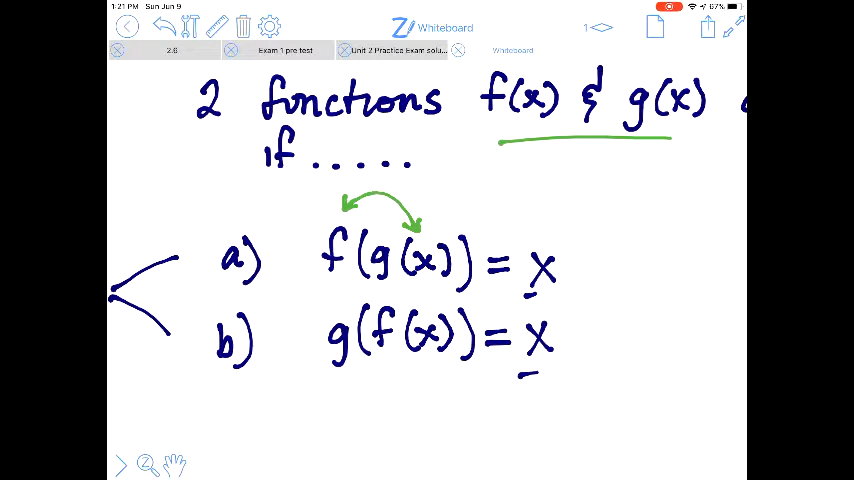 1:21 PM Sun Jun 9
67%
Whiteboard
1
2.6
Exam 1 pre test
Unit 2 Practice Exam solu...
Whiteboard
2 functions f(x) & g(x)
if .....
a) f(g(x)) = x
b) g(f(x)) = x